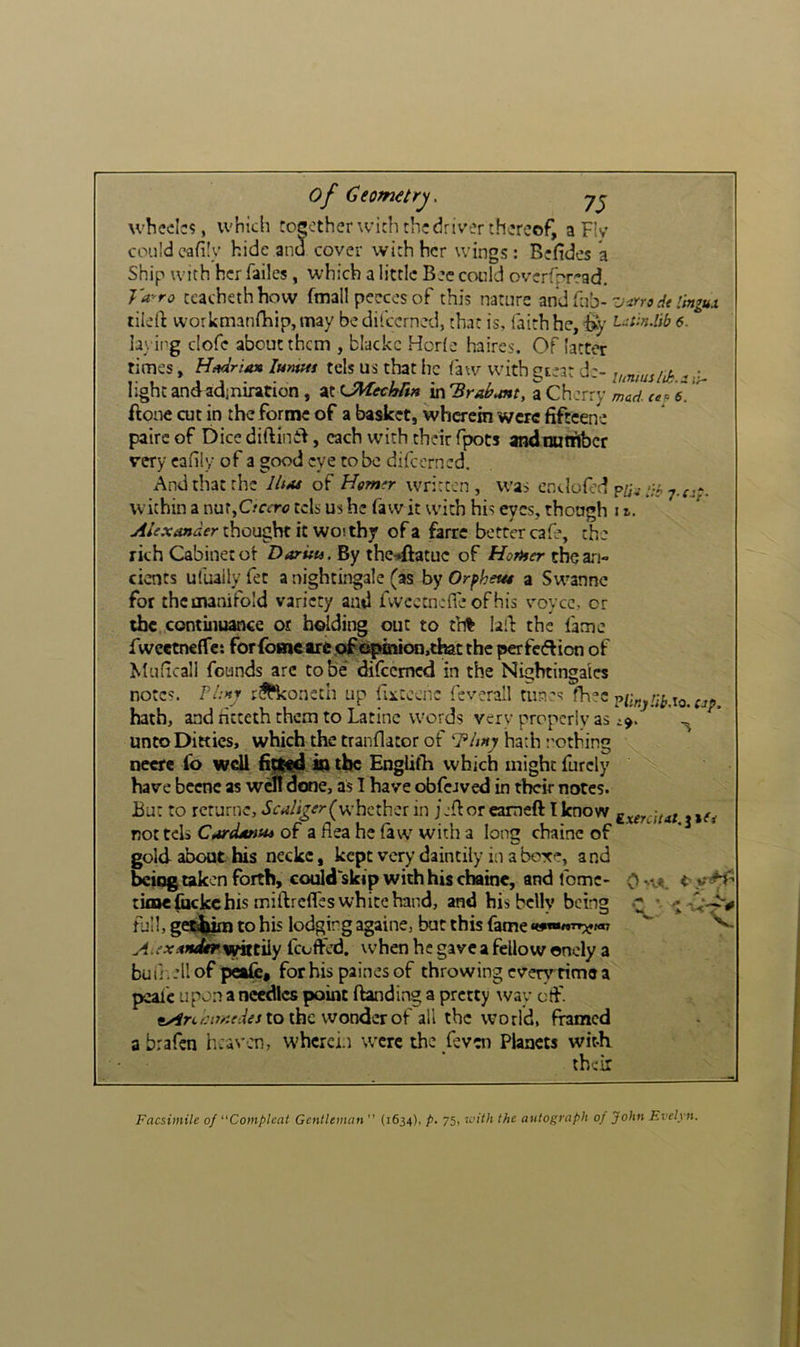 Of Geometry. 75
wheeles, which together with the driver thereof, a Fly
could eaſily hide and cover with her wings: Beſides a
Ship with her ſailes, which a little Bee could overſpread.
Varro teacheth how ſmall peeces of this nature and ſub-
Varro de lingua
tileſt workmanſhip, may be diſcerned, that is, ſaith he, by
Latin.lib 6.
laying cloſe about them, blacke Horſe haires. Of latter
times, Hadrian Iunius tels us that he ſaw with great de-
Iunius lib.
light and admiration, at Mechlin in Brabant, a Cherry
ſtone cut in the forme of a basket, wherein were fifteene
paire of Dice diſtinct, each with their ſpots and number
very eaſily of a good eye to be diſcerned.
And that the Ilias of Homer written, was encloſed
Plin lib 7.cap.
within a nut, Cicero tels us he ſaw it with his eyes, though
21.
Alexander thought it worthy of a farre better caſe, the
rich Cabinet of Darius. By the ſtatue of Homer the an-
cients uſually ſet a nightingale (as by Orpheus a Swanne
for the manifold variety and ſweetneſſe of his voyce, or
the continuance or holding out to the laſt the ſame
ſweetneſſe: for ſome are of opinion, that the perfection of
Muſicall ſounds are to be diſcerned in the Nightingales
notes. Pliny reckoneth up ſixteene ſeverall tunes ſhee
Pliny lib.10. cap.
hath, and fitteth them to Latine words very properly as
29.
unto Ditties, which the tranſlator of Pliny hath nothing
neere ſo well fitted in the Engliſh which might ſurely
have beene as well done, as I have obſerved in their notes.
But to returne, Scaliger (whether in jeſt or earneſt I know
Exercitat. 326
not tels Cardanus of a flea he ſaw with a long chaine of
gold about his necke, kept very daintily in a boxe, and
being taken forth, could skip with his chaine, and ſome-
time ſucke his miſtreſſes white hand, and his belly being
full, get him to his lodging againe, but this ſame
Alexander wittily ſcoffed, when he gave a fellow onely a
buſhell of peaſe, for his paines of throwing every time a
peaſe upon a needles point ſtanding a pretty way off.
Archimedes to the wonder of all the world, framed
a braſen heaven, wherein were the ſeven Planets with
their
Facsimile of "Compleat Gentleman" (1634), p. 75, with the autograph of John Evelyn.